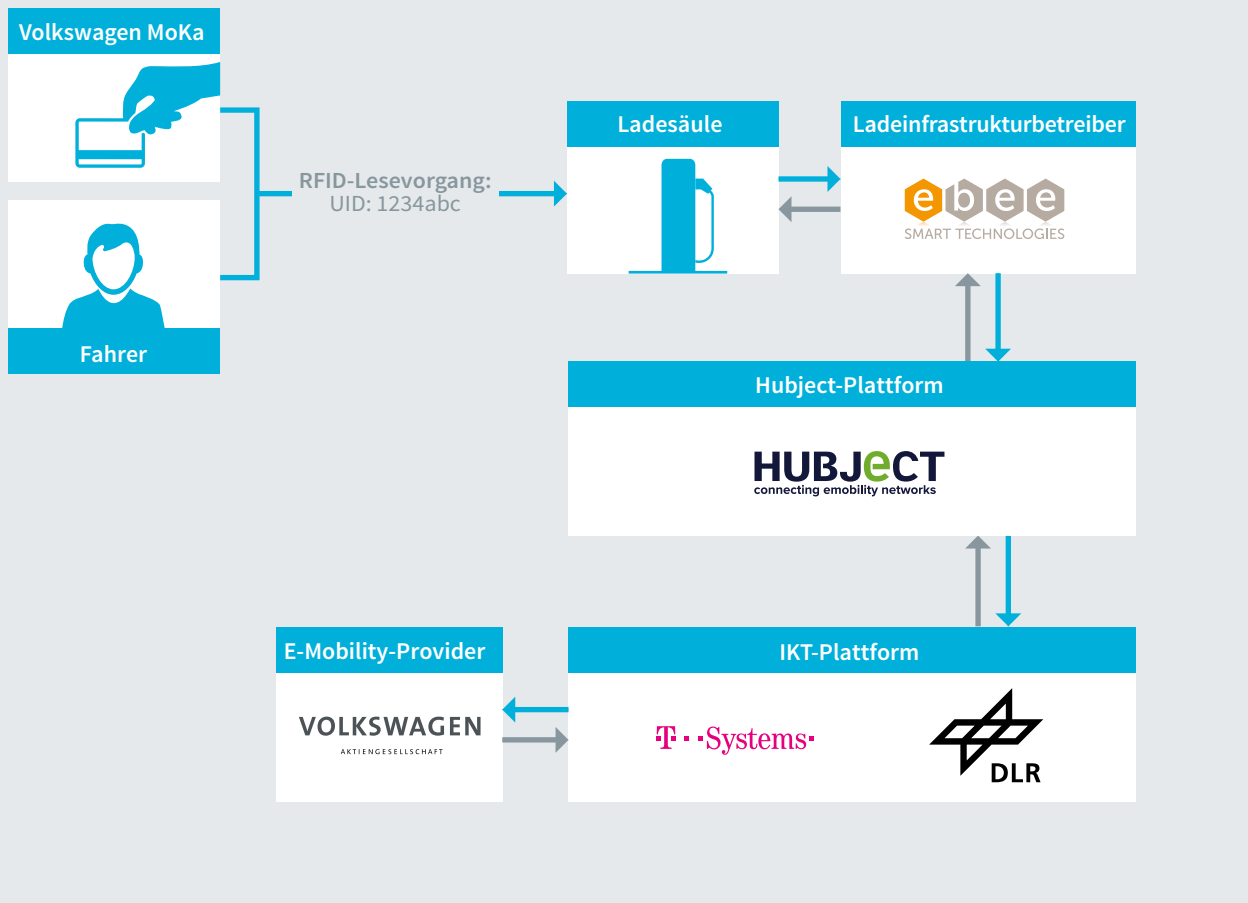 Volkswagen MoKa
Fahrer
RFID-Lesevorgang:
UID: 1234abc
Ladesäule
Ladeinfrastrukturbetreiber
ebee
SMART TECHNOLOGIES
Hubject-Plattform
HUBJeCT
connecting emobility networks
E-Mobility-Provider
VOLKSWAGEN
AKTIENGESELLSCHAFT
IKT-Plattform
T··Systems·
DLR